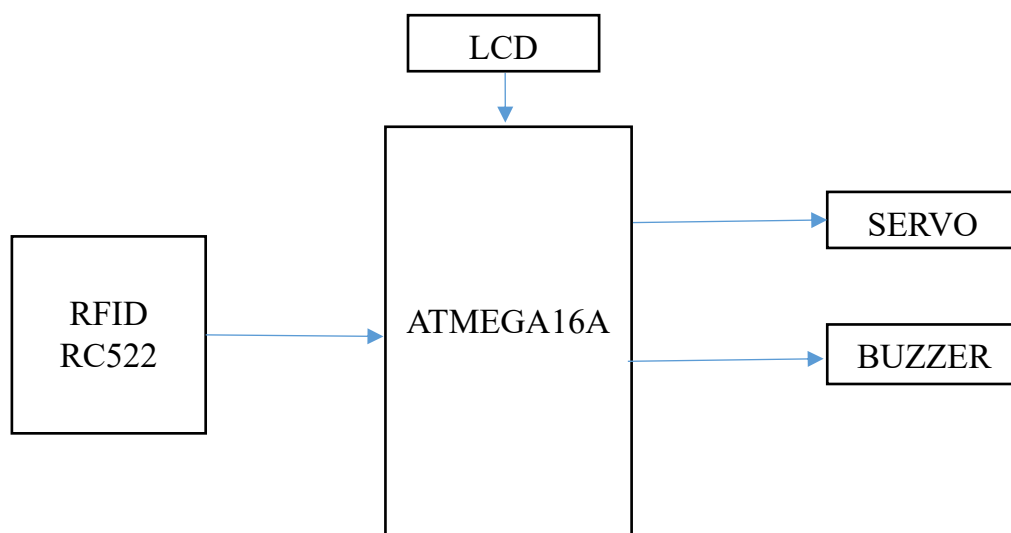 LCD
SERVO
RFID
RC522
ATMEGA16A
BUZZER